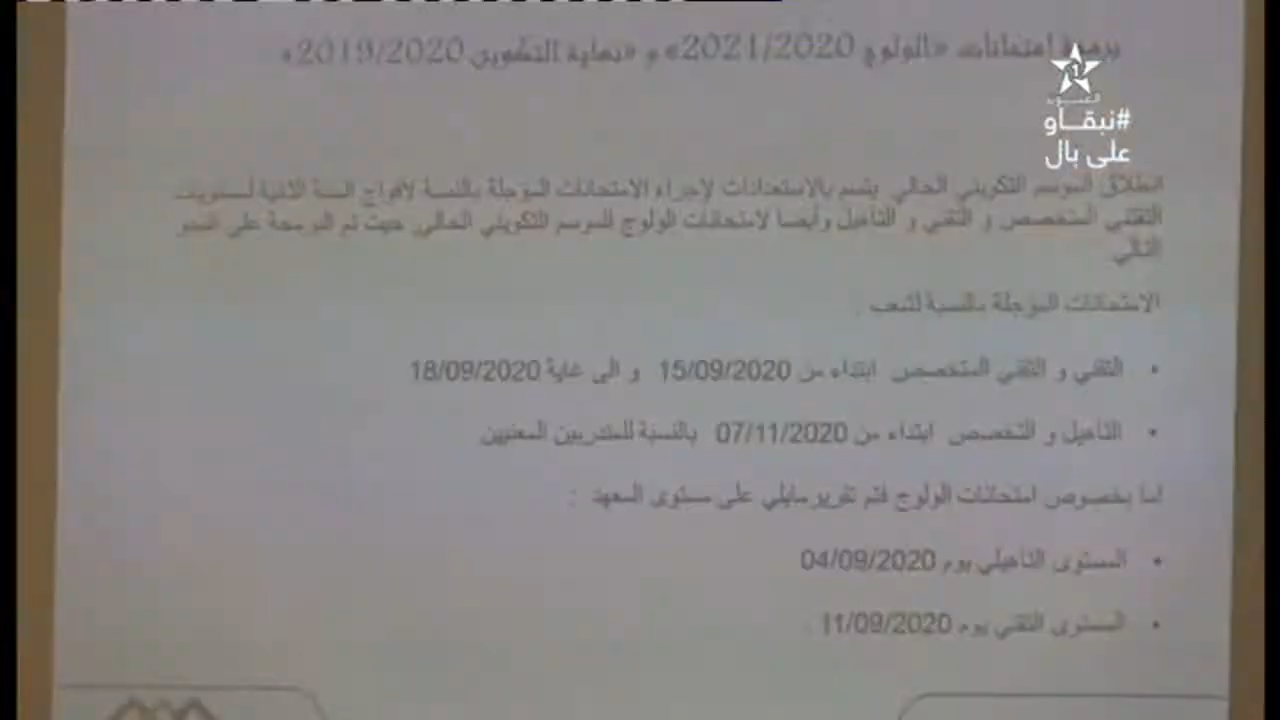 برمجة امتحانات «الولوج 2021/2020» و «نهاية التكوين 2019/2020»
#نبقاو
على بال
انطلاق الموسم التكويني الحالي يتسم بالاستعدادات لإجراء الامتحانات المؤجلة بالنسبة لأفواج السنة الثانية لمستويات
التقني المتخصص و التقني و التأهيل وأيضا لامتحانات الولوج للموسم التكويني الحالي، حيث تم البرمجة على النحو
التالي
الامتحانات المؤجلة بالنسبة لشعب :
• التقني و التقني المتخصص ابتداء من 15/09/2020 و الى غاية 18/09/2020
• التأهيل و التخصص ابتداء من 07/11/2020 بالنسبة للمتدربين المعنيين
اما بخصوص امتحانات الولوج فتم تقرير مايلي على مستوى المعهد :
• المستوى التأهيلي يوم 04/09/2020
• المستوى التقني يوم 11/09/2020 .